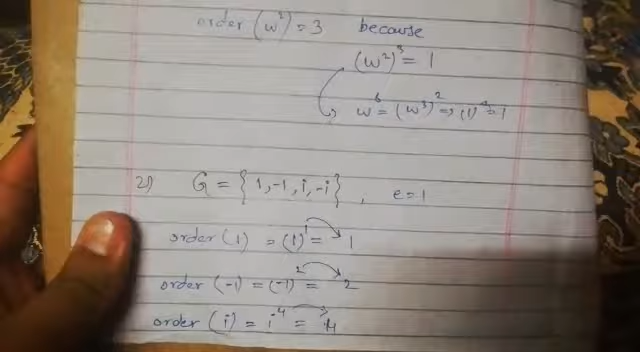 order (w²) = 3 because
(w²)³ = 1
w⁶ = (w³)² =, (1)² = 1
2) G = {1, -1, i, -i}, e = 1
order (1) = (1)¹ = 1
order (-1) = (-1)² = 2
order (i) = i⁴ = 4